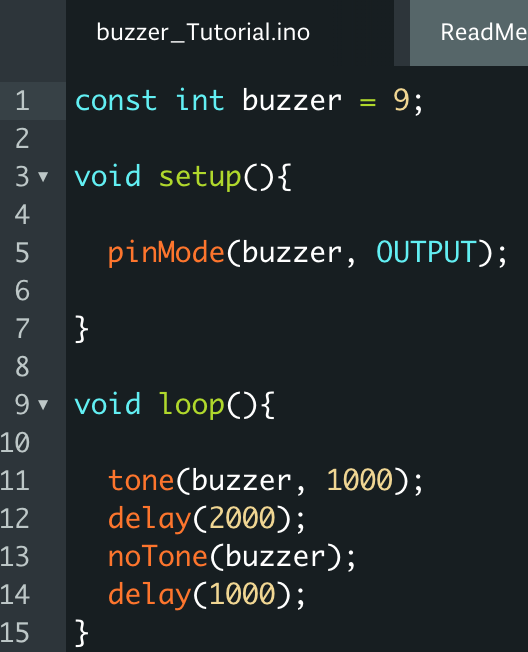 buzzer_Tutorial.ino ReadMe
1 const int buzzer = 9;
2
3 void setup(){
4
5 pinMode(buzzer, OUTPUT);
6
7 }
8
9 void loop(){
10
11 tone(buzzer, 1000);
12 delay(2000);
13 noTone(buzzer);
14 delay(1000);
15 }